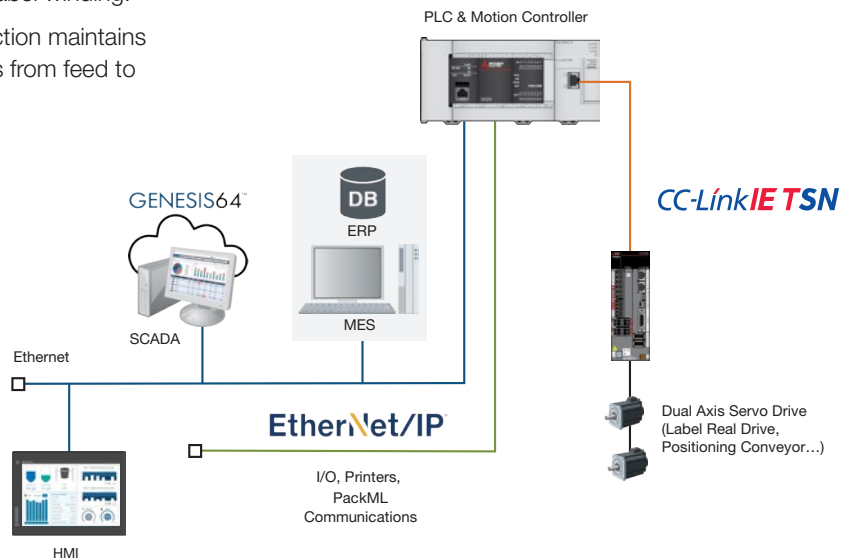 ction maintains
s from feed to
PLC & Motion Controller
GENESIS64™
DB
ERP
MES
SCADA
CC-Link IE TSN
Ethernet
EtherNet/IP
Dual Axis Servo Drive
(Label Real Drive,
Positioning Conveyor…)
I/O, Printers,
PackML
Communications
HMI